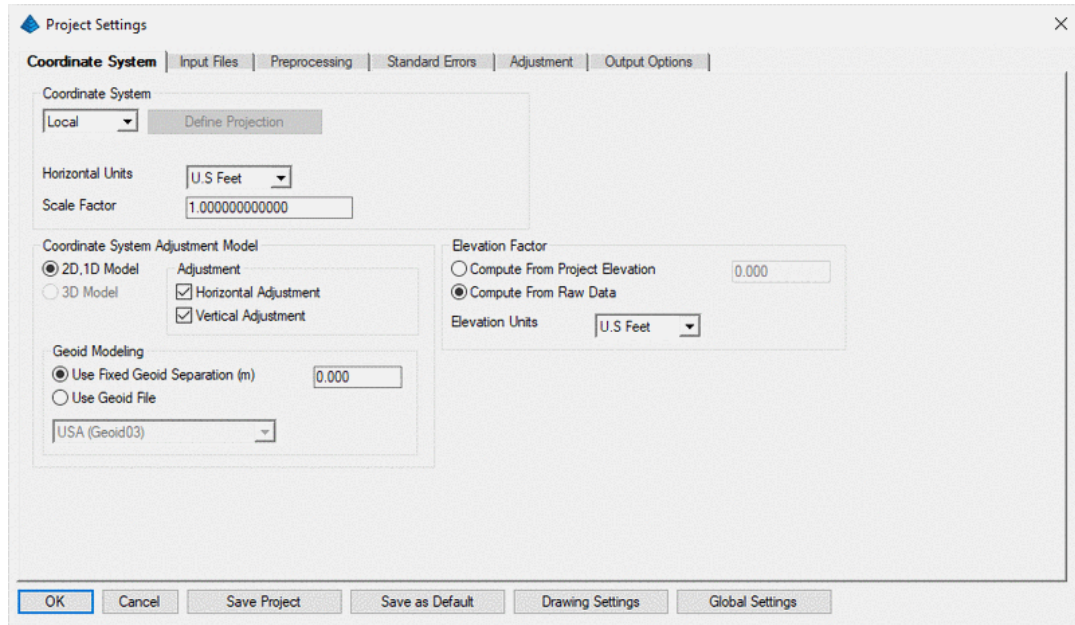 Project Settings
Coordinate System Input Files Preprocessing Standard Errors Adjustment Output Options
Coordinate System
Local Define Projection
Horizontal Units U.S Feet
Scale Factor 1.000000000000
Coordinate System Adjustment Model
2D,1D Model
3D Model
Adjustment
Horizontal Adjustment
Vertical Adjustment
Geoid Modeling
Use Fixed Geoid Separation (m) 0.000
Use Geoid File
USA (Geoid03)
Elevation Factor
Compute From Project Elevation 0.000
Compute From Raw Data
Elevation Units U.S Feet
OK Cancel Save Project Save as Default Drawing Settings Global Settings